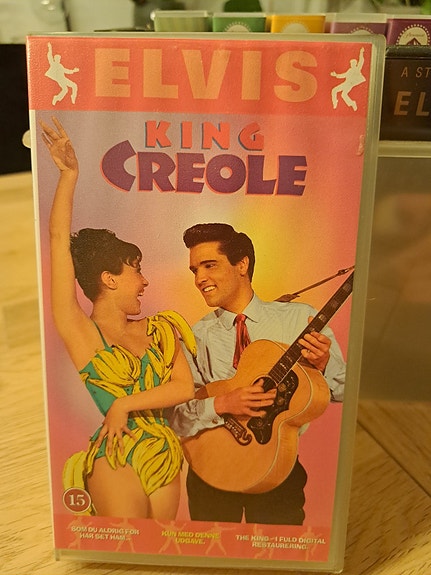 ELVIS
KING
CREOLE
15
SOM DU ALDRIG FØR
HAR SET HAM...
KUN MED DENNE
UDGAVE.
THE KING - I FULD DIGITAL
RESTAURERING.
A ST
EL